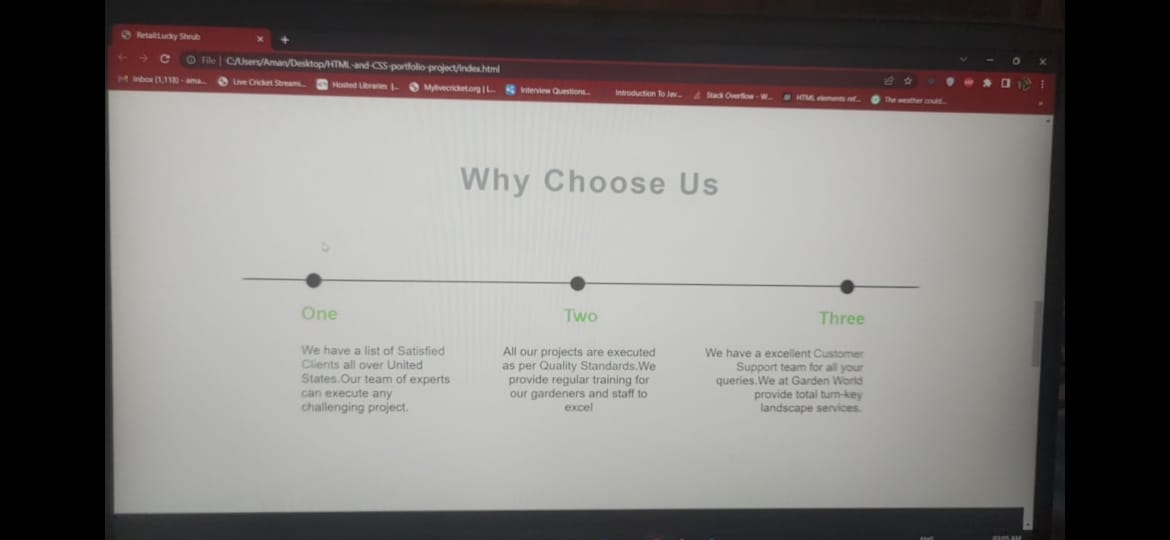 RetailLucky Shrub
File | C:/Users/Aman/Desktop/HTML-and-CSS-portfolio-project/index.html
Inbox (1,118) - ama... Live Cricket Streami... Hosted Libraries |... Mylivecricket.org | L... Interview Questions... Introduction To Jav... Stack Overflow - W... HTML elements ref... The weather could...
Why Choose Us
One
We have a list of Satisfied
Clients all over United
States.Our team of experts
can execute any
challenging project.
Two
All our projects are executed
as per Quality Standards.We
provide regular training for
our gardeners and staff to
excel
Three
We have a excellent Customer
Support team for all your
queries.We at Garden World
provide total turn-key
landscape services.